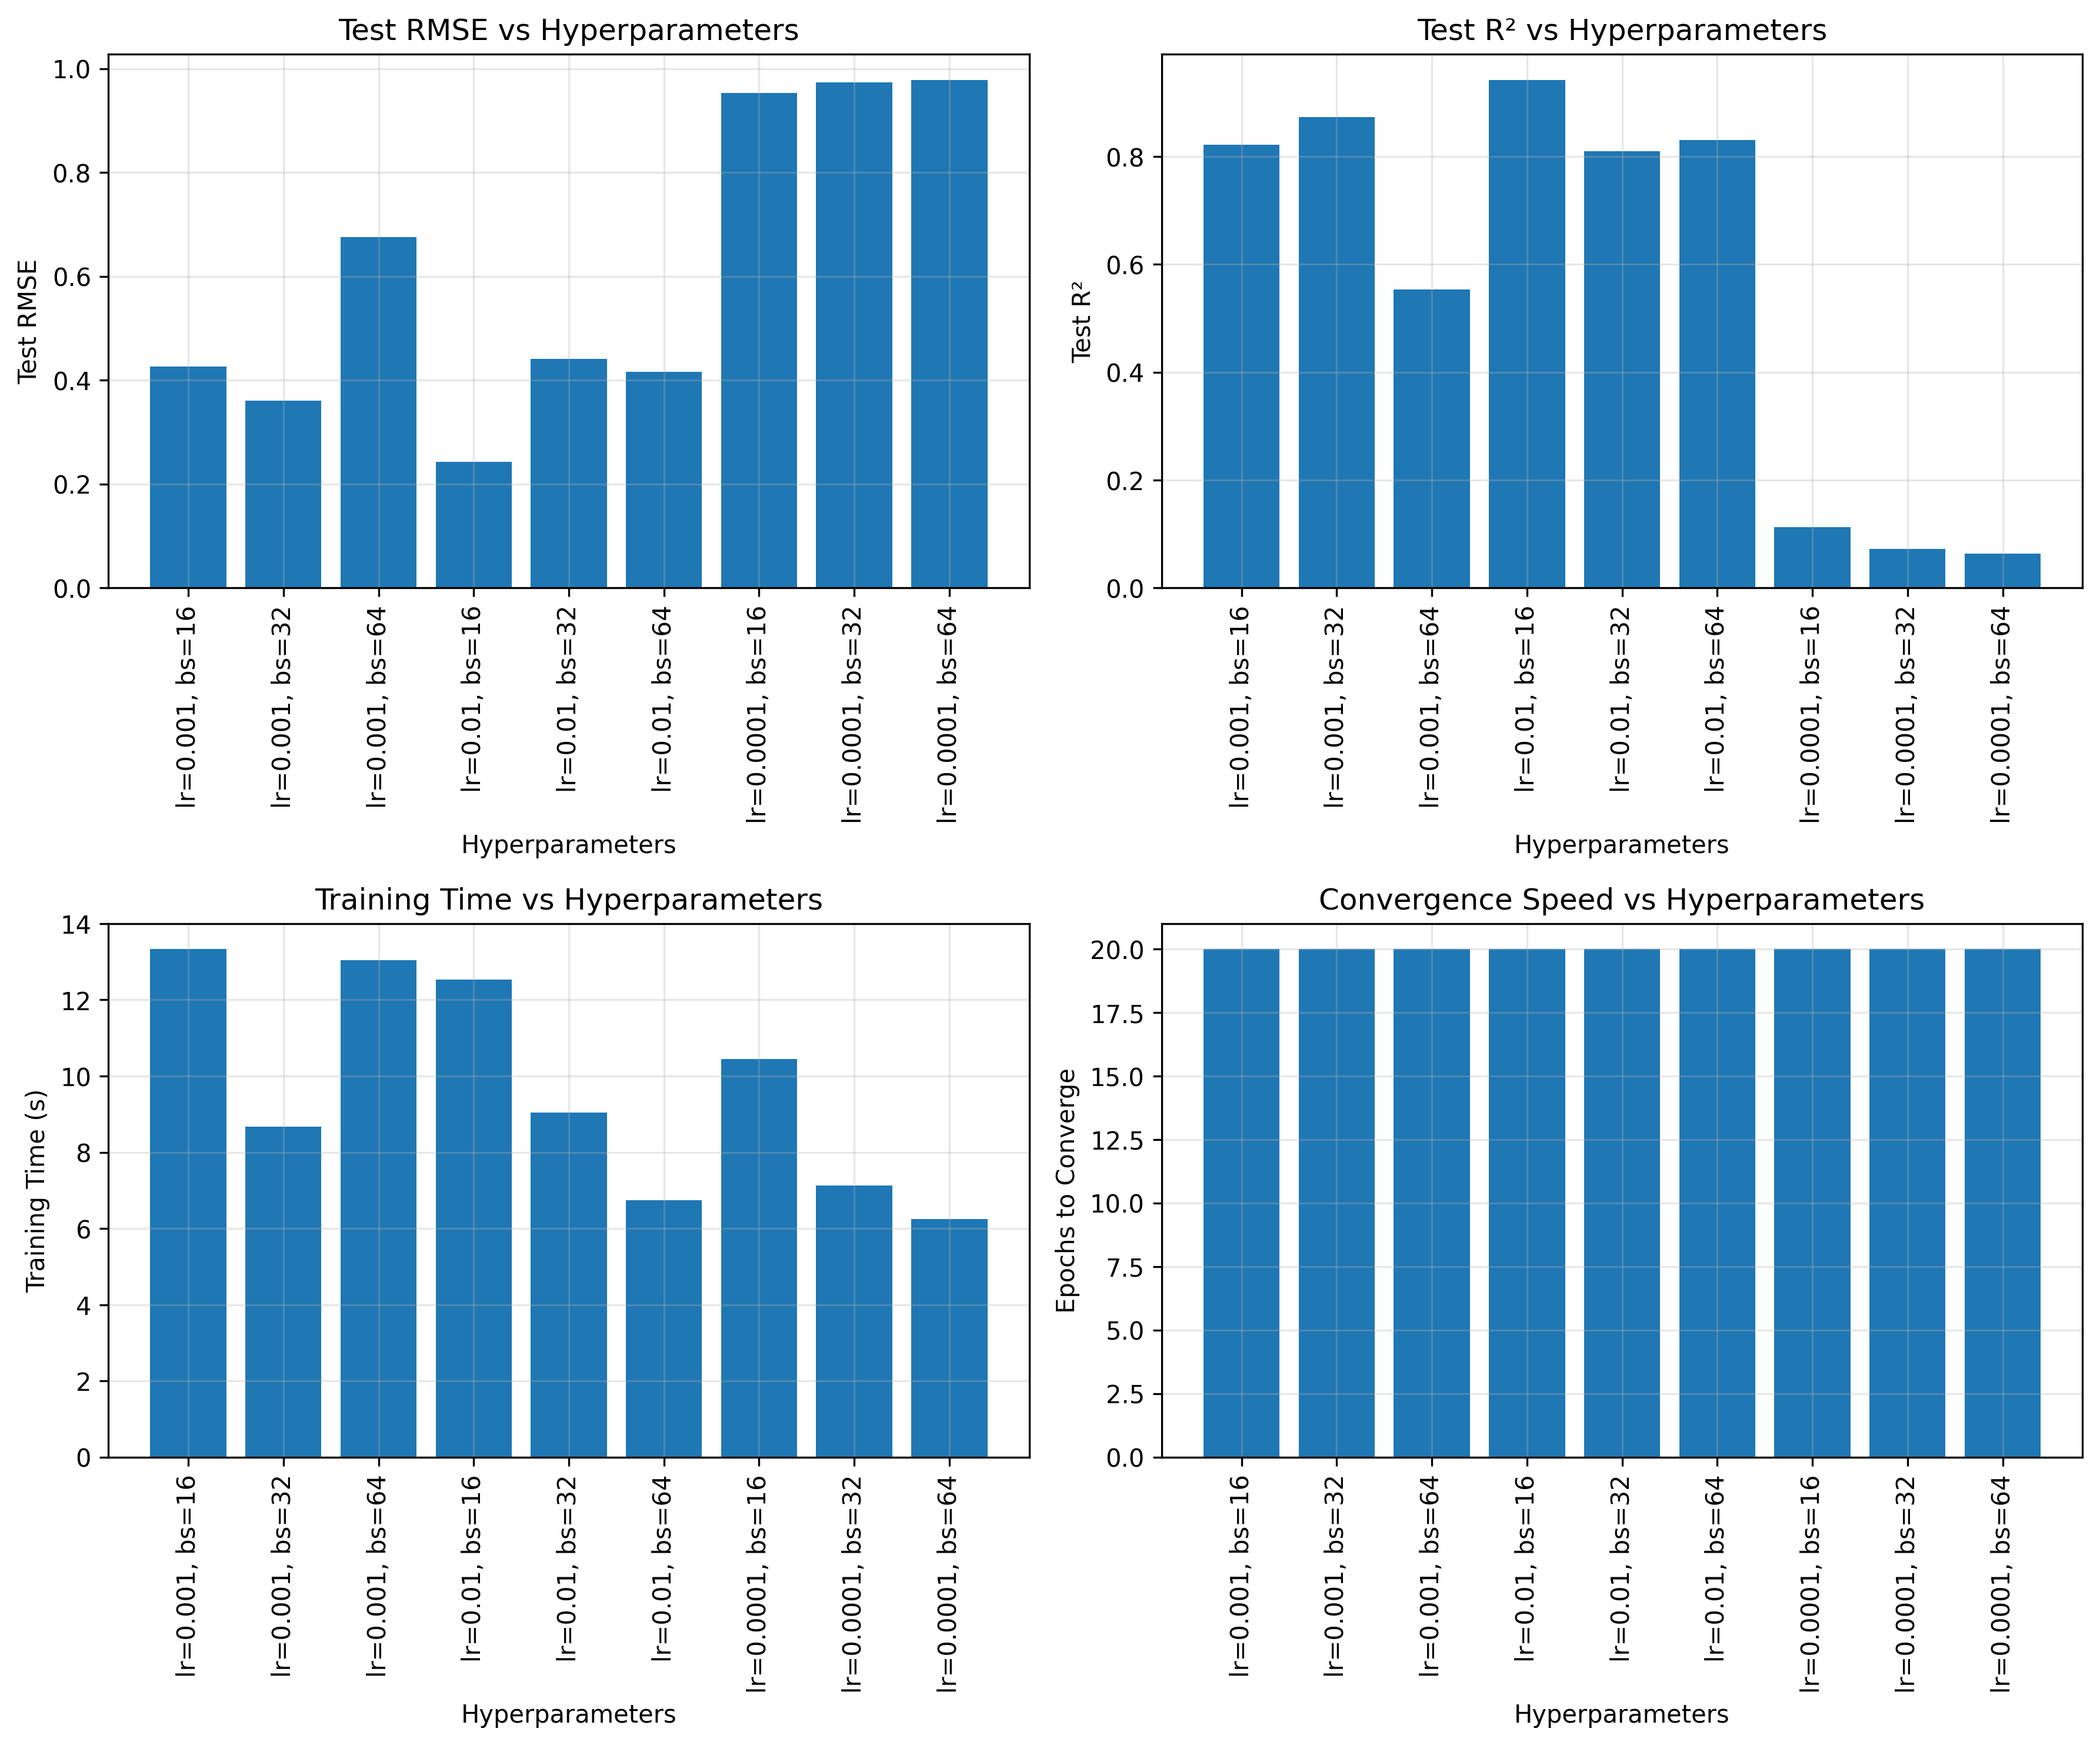 Test RMSE vs Hyperparameters
Test RMSE
1.0
0.8
0.6
0.4
0.2
0.0
lr=0.001, bs=16
lr=0.001, bs=32
lr=0.001, bs=64
lr=0.01, bs=16
lr=0.01, bs=32
lr=0.01, bs=64
lr=0.0001, bs=16
lr=0.0001, bs=32
lr=0.0001, bs=64
Hyperparameters
Test R² vs Hyperparameters
Test R²
0.8
0.6
0.4
0.2
0.0
lr=0.001, bs=16
lr=0.001, bs=32
lr=0.001, bs=64
lr=0.01, bs=16
lr=0.01, bs=32
lr=0.01, bs=64
lr=0.0001, bs=16
lr=0.0001, bs=32
lr=0.0001, bs=64
Hyperparameters
Training Time vs Hyperparameters
Training Time (s)
14
12
10
8
6
4
2
0
lr=0.001, bs=16
lr=0.001, bs=32
lr=0.001, bs=64
lr=0.01, bs=16
lr=0.01, bs=32
lr=0.01, bs=64
lr=0.0001, bs=16
lr=0.0001, bs=32
lr=0.0001, bs=64
Hyperparameters
Convergence Speed vs Hyperparameters
Epochs to Converge
20.0
17.5
15.0
12.5
10.0
7.5
5.0
2.5
0.0
lr=0.001, bs=16
lr=0.001, bs=32
lr=0.001, bs=64
lr=0.01, bs=16
lr=0.01, bs=32
lr=0.01, bs=64
lr=0.0001, bs=16
lr=0.0001, bs=32
lr=0.0001, bs=64
Hyperparameters